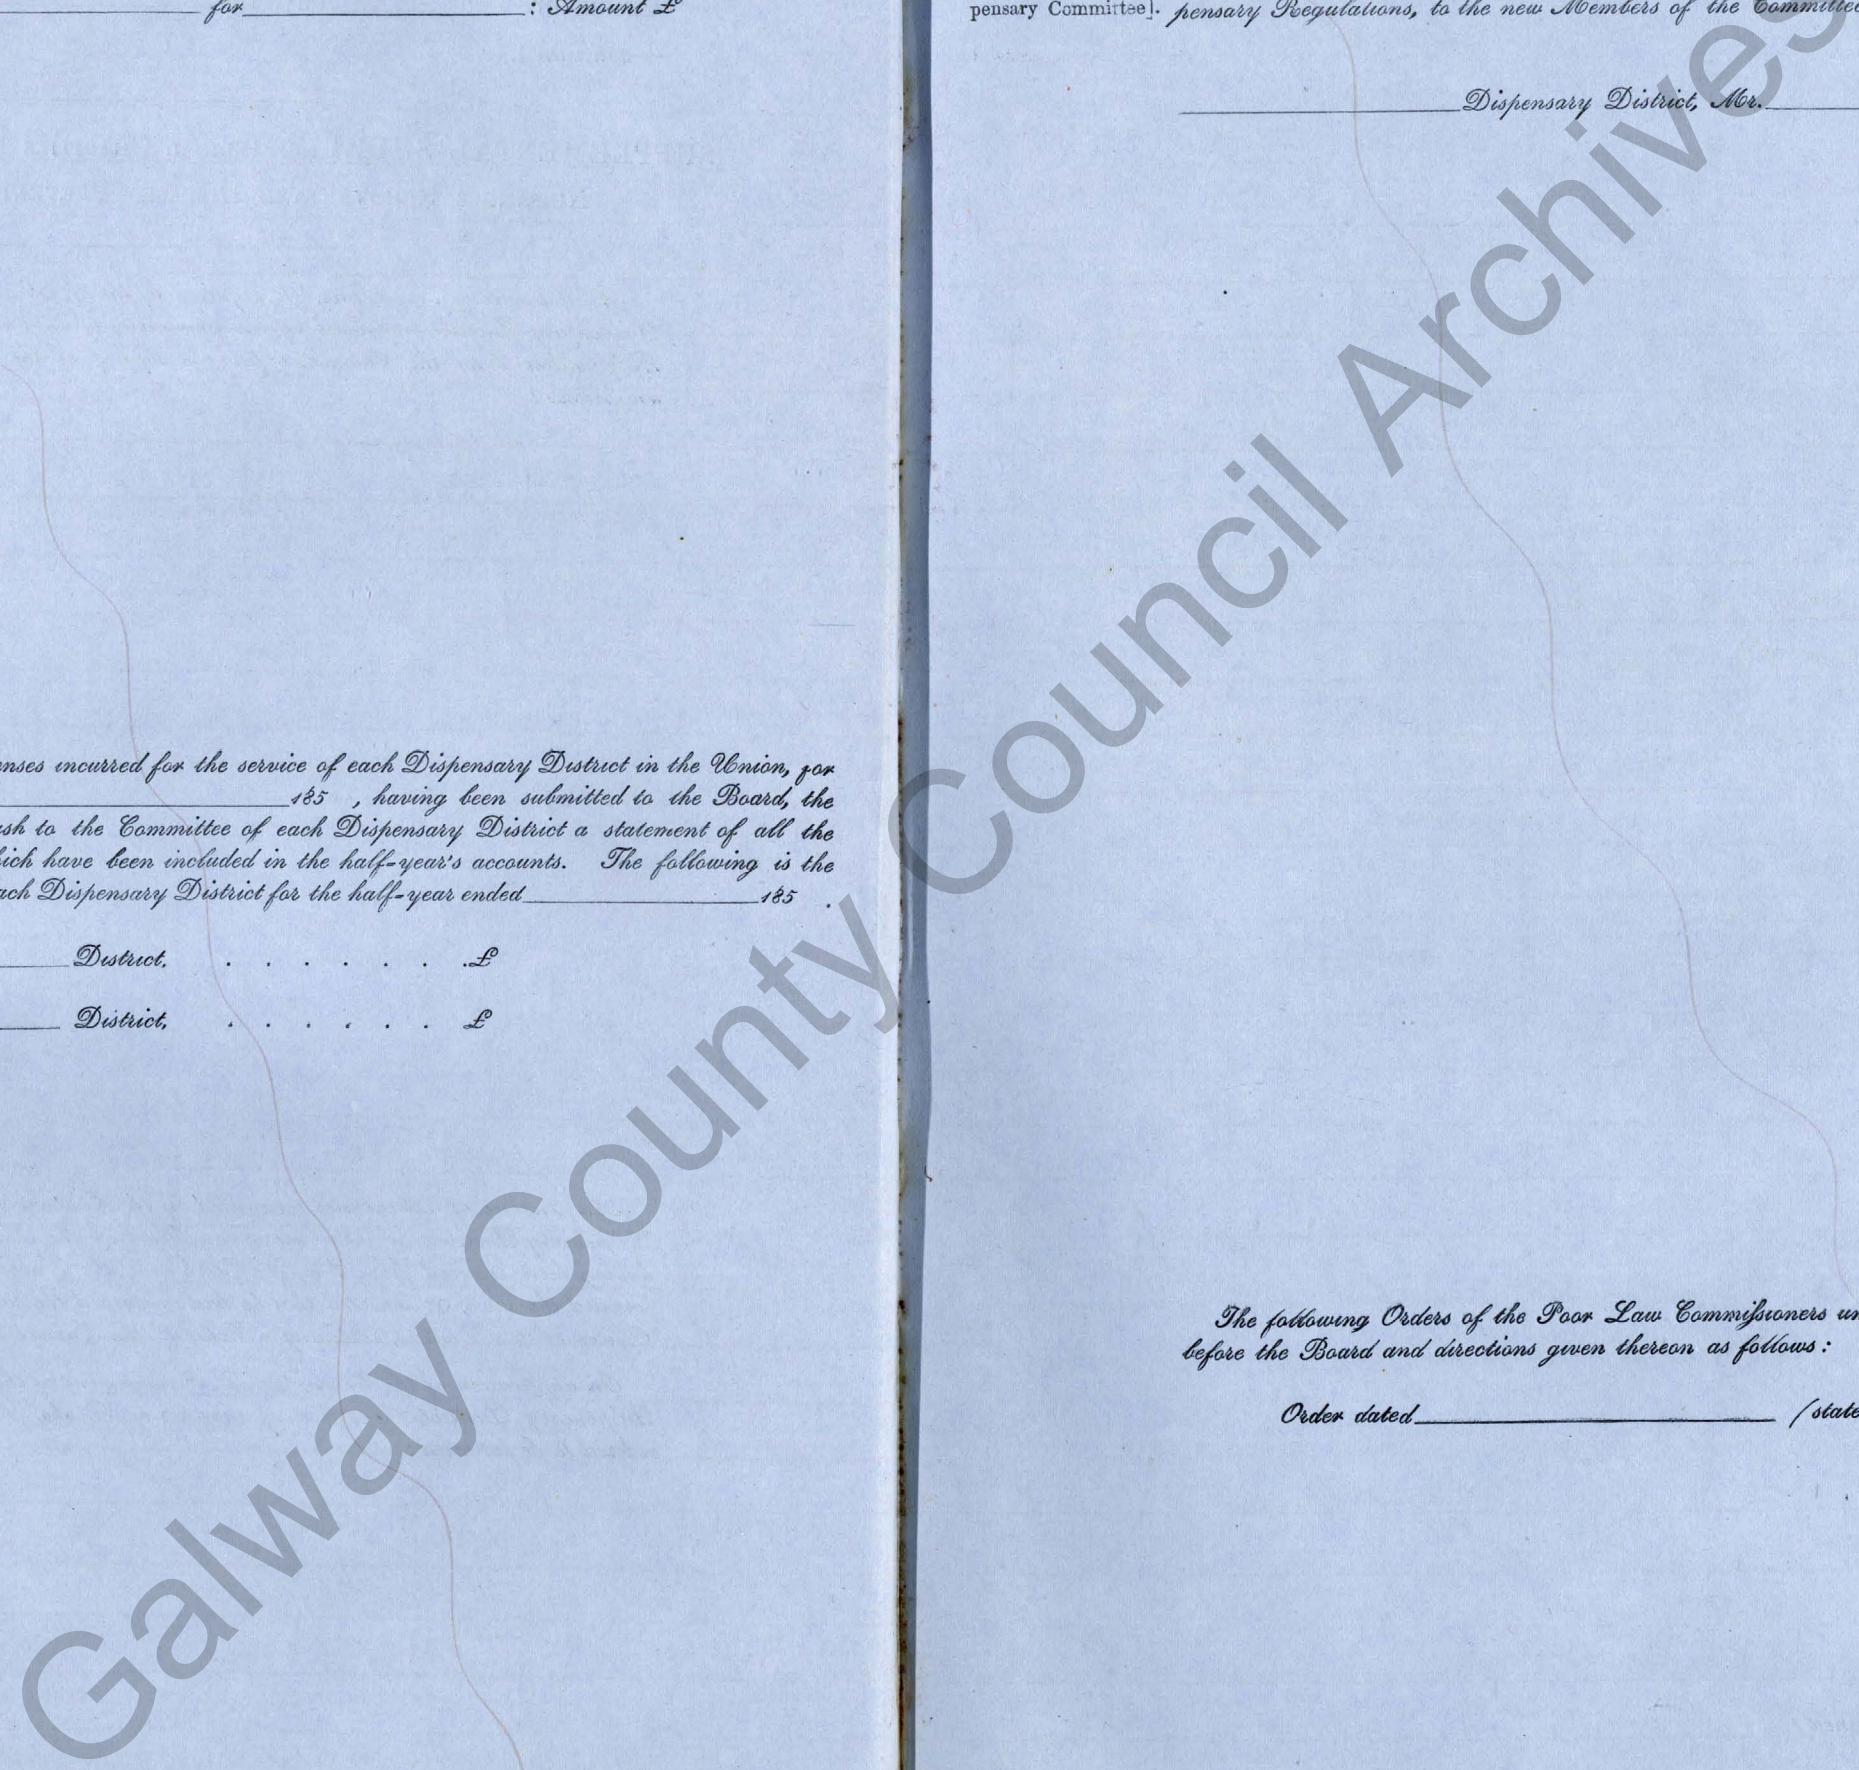 for : Amount £
enses incurred for the service of each Dispensary District in the Union, for
185 , having been submitted to the Board, the
ish to the Committee of each Dispensary District a statement of all the
hich have been included in the half-year's accounts. The following is the
ach Dispensary District for the half-year ended 185 .
District, . . . . . . . £
District, . . . . . . £
pensary Committee]. pensary Regulations, to the new Members of the Committee
Dispensary District, Mr.
The following Orders of the Poor Law Commissioners un
before the Board and directions given thereon as follows :
Order dated (state
Galway County Council Archives